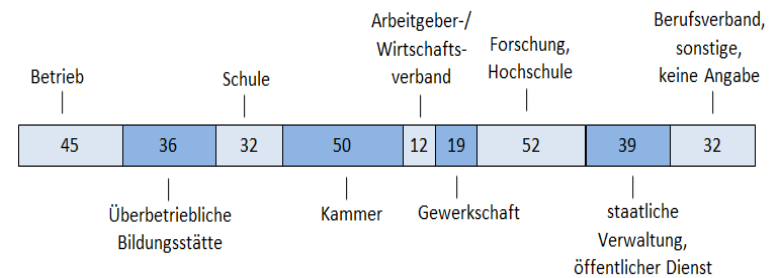 Betrieb
Schule
Arbeitgeber-/
Wirtschafts-
verband
Forschung,
Hochschule
Berufsverband,
sonstige,
keine Angabe
45 36 32 50 12 19 52 39 32
Überbetriebliche
Bildungsstätte
Kammer
Gewerkschaft
staatliche
Verwaltung,
öffentlicher Dienst